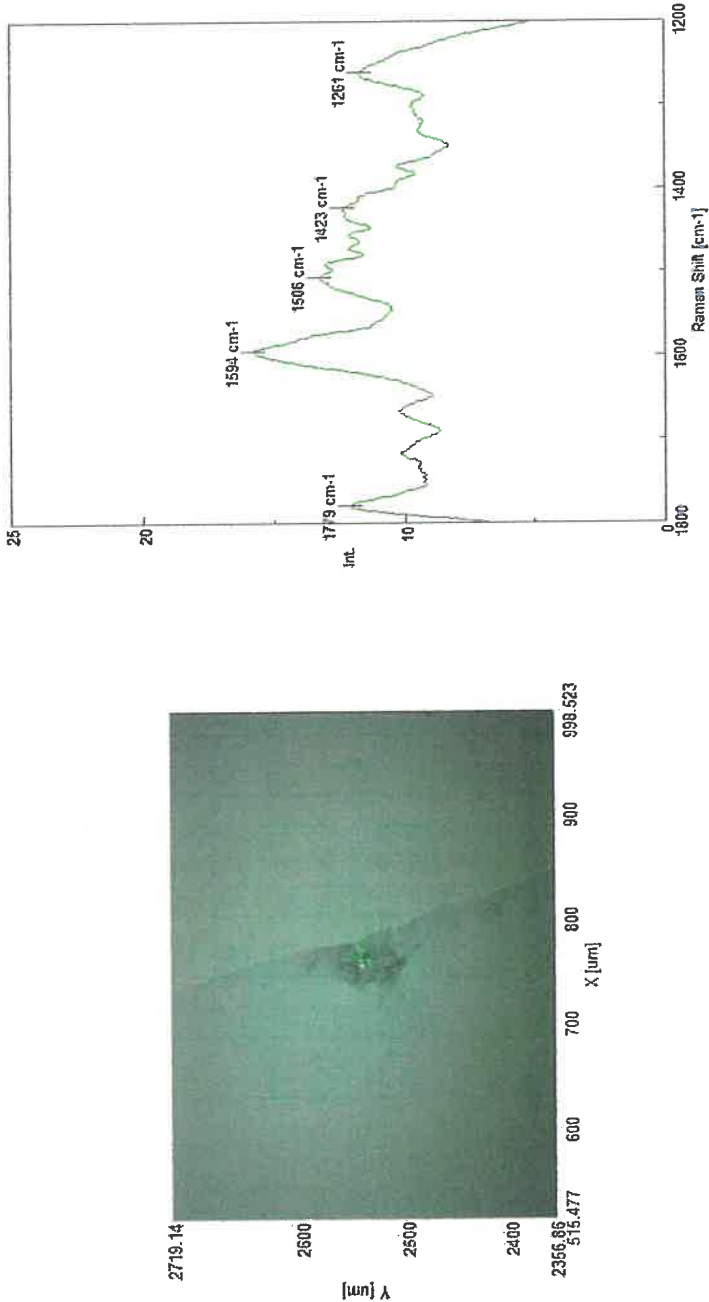 2719.14
2600
Y [um]
2500
2400
2356.86
515.477
600
700
800
900
998.523
X [um]
25
20
Int.
10
0
1779 cm-1
1594 cm-1
1506 cm-1
1423 cm-1
1261 cm-1
1800
1600
1400
1200
Raman Shift [cm-1]